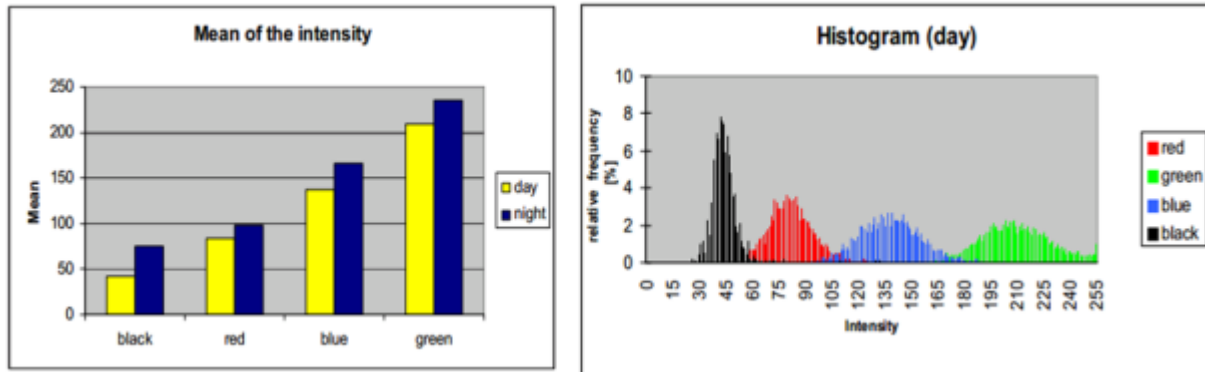 Mean of the intensity
250
200
150
100
50
0
Mean
black red blue green
day
night
Histogram (day)
10
8
6
4
2
0
relative frequency
[%]
0 15 30 45 60 75 90 105 120 135 150 165 180 195 210 225 240 255
Intensity
red
green
blue
black